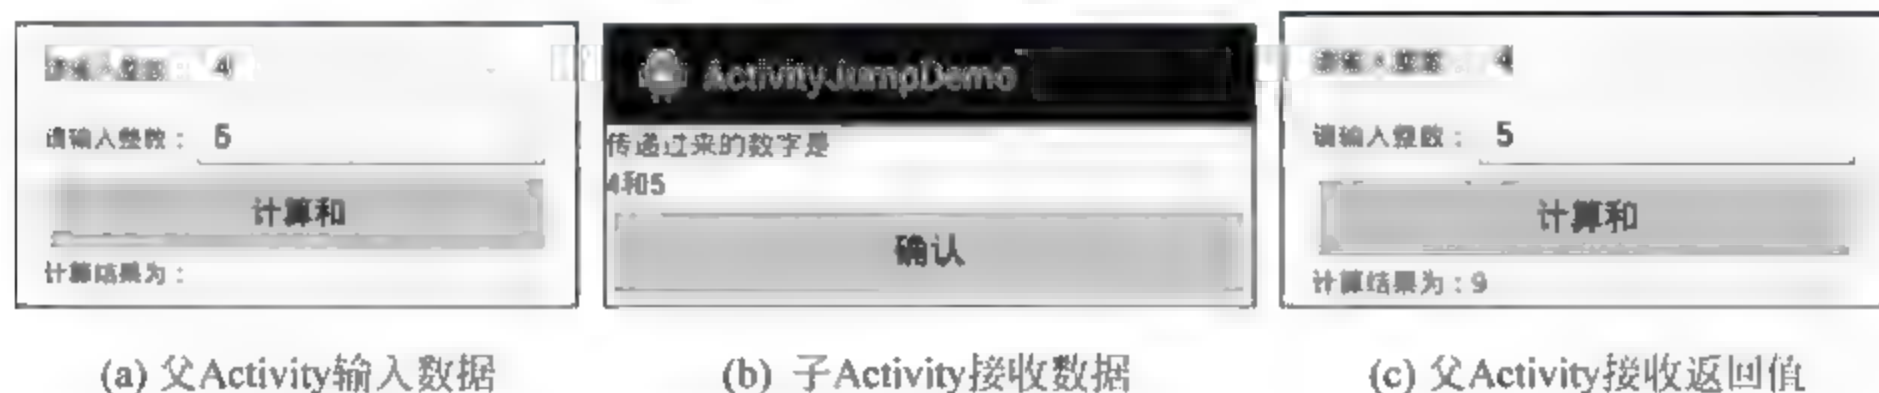 请输入整数： 5
计算和
计算结果为：
(a) 父Activity输入数据
ActivityJumpDemo
传递过来的数字是
4和5
确认
(b) 子Activity接收数据
请输入整数： 5
计算和
计算结果为：9
(c) 父Activity接收返回值